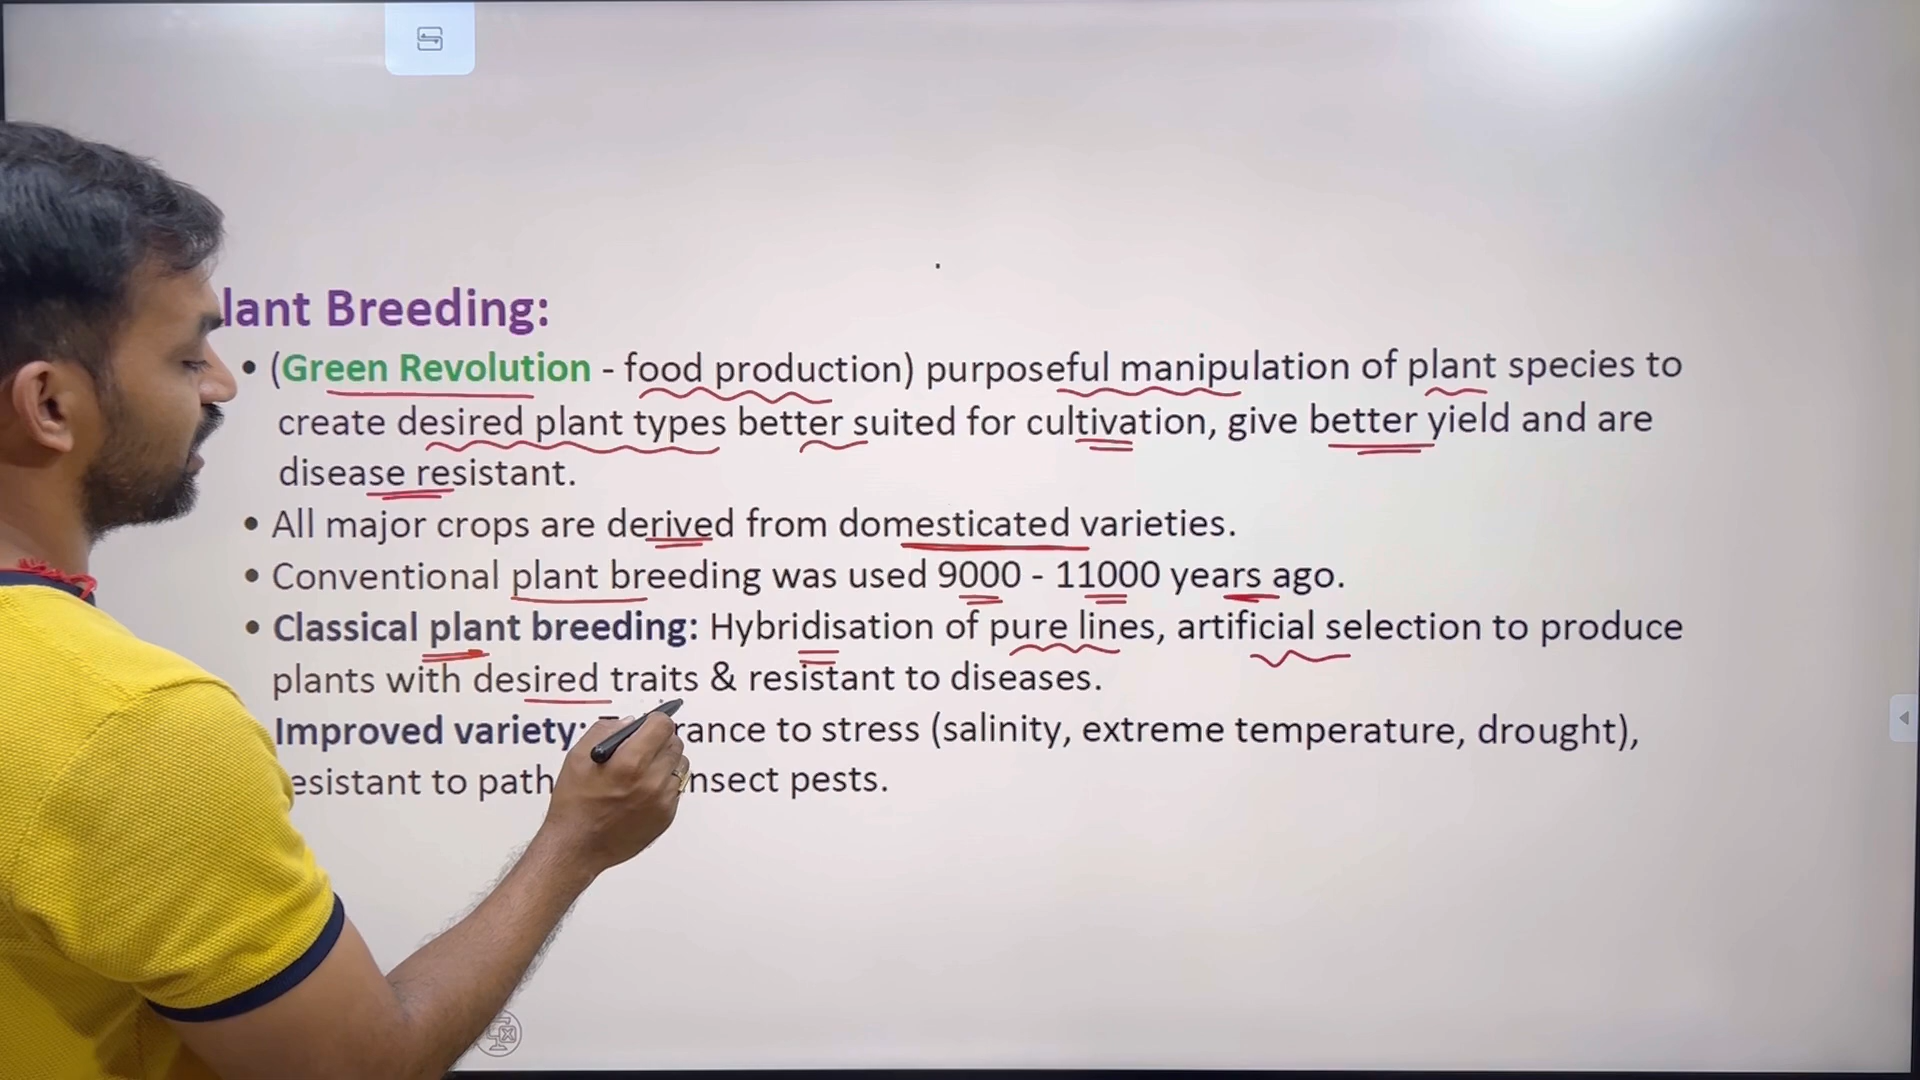 lant Breeding:
• (Green Revolution - food production) purposeful manipulation of plant species to
create desired plant types better suited for cultivation, give better yield and are
disease resistant.
• All major crops are derived from domesticated varieties.
• Conventional plant breeding was used 9000 - 11000 years ago.
• Classical plant breeding: Hybridisation of pure lines, artificial selection to produce
plants with desired traits & resistant to diseases.
Improved variety: rance to stress (salinity, extreme temperature, drought),
esistant to path nsect pests.